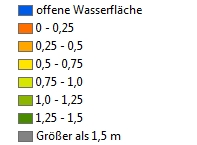 offene Wasserfläche
0 - 0,25
0,25 - 0,5
0,5 - 0,75
0,75 - 1,0
1,0 - 1,25
1,25 - 1,5
Größer als 1,5 m